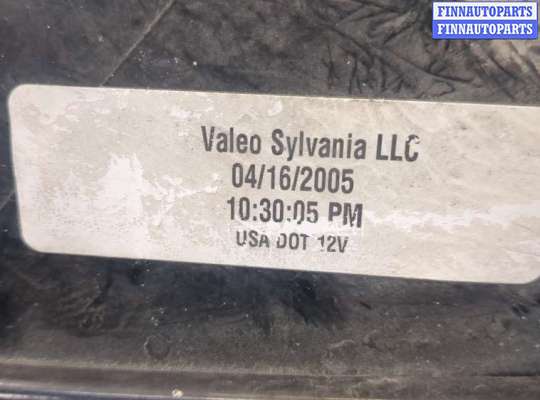 FINNAUTOPARTS
FINNAUTOPARTS
Valeo Sylvania LLC
04/16/2005
10:30:05 PM
USA DOT 12V